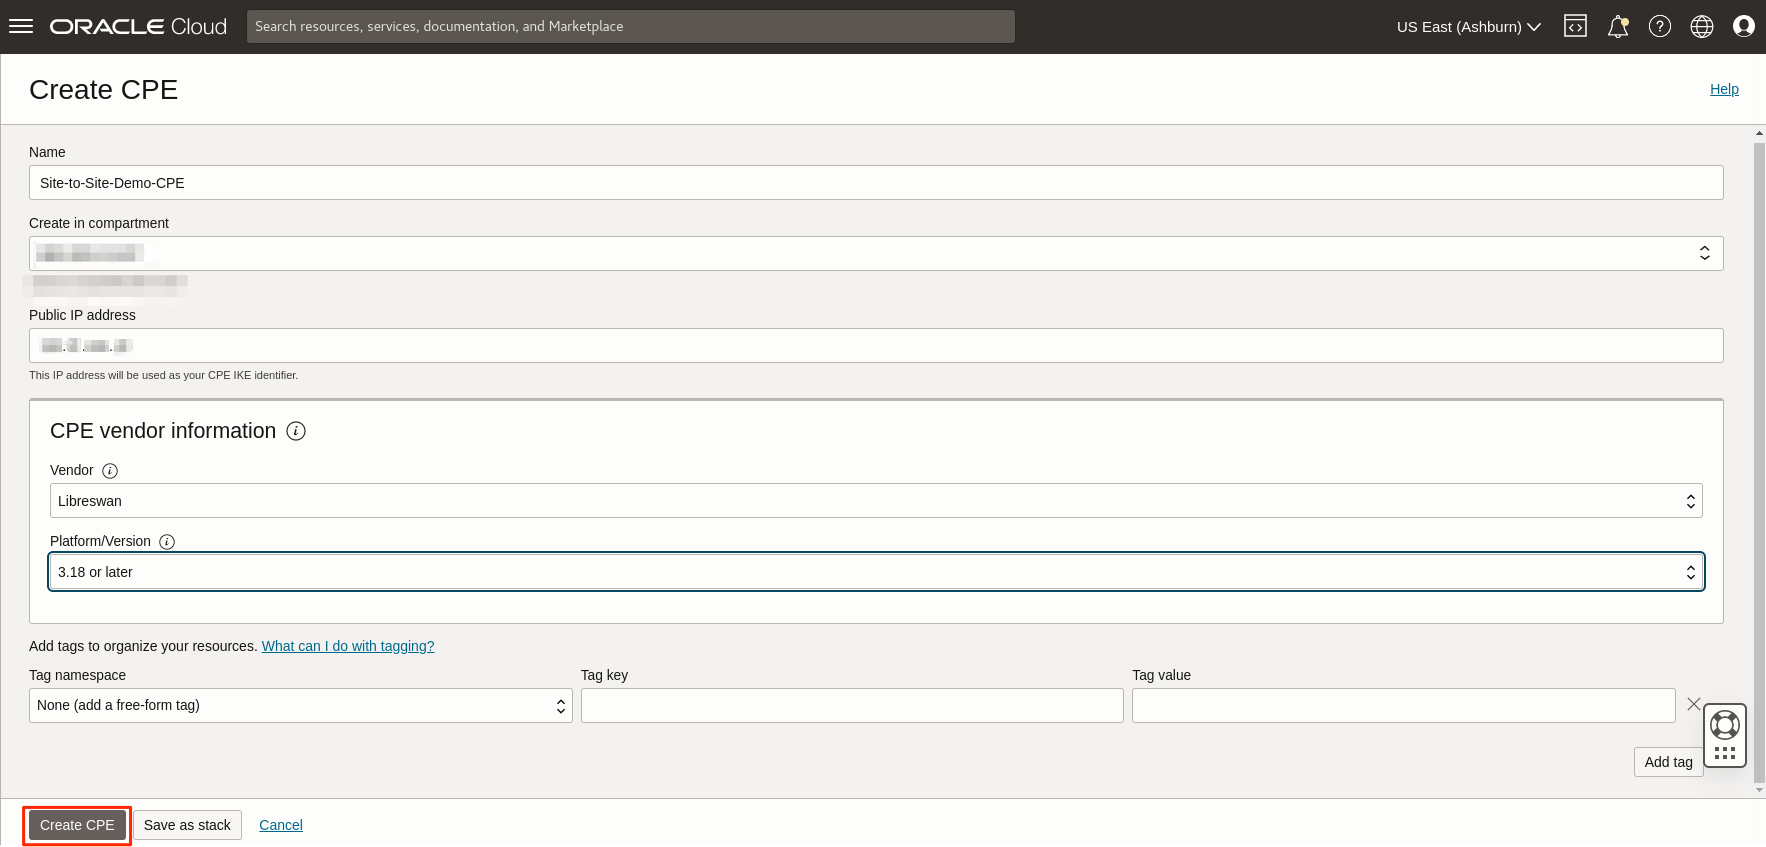 ORACLE Cloud
Search resources, services, documentation, and Marketplace
US East (Ashburn)
Create CPE
Help
Name
Site-to-Site-Demo-CPE
Create in compartment
Public IP address
This IP address will be used as your CPE IKE identifier.
CPE vendor information
Vendor
Libreswan
Platform/Version
3.18 or later
Add tags to organize your resources. What can I do with tagging?
Tag namespace
Tag key
Tag value
None (add a free-form tag)
Add tag
Create CPE
Save as stack
Cancel